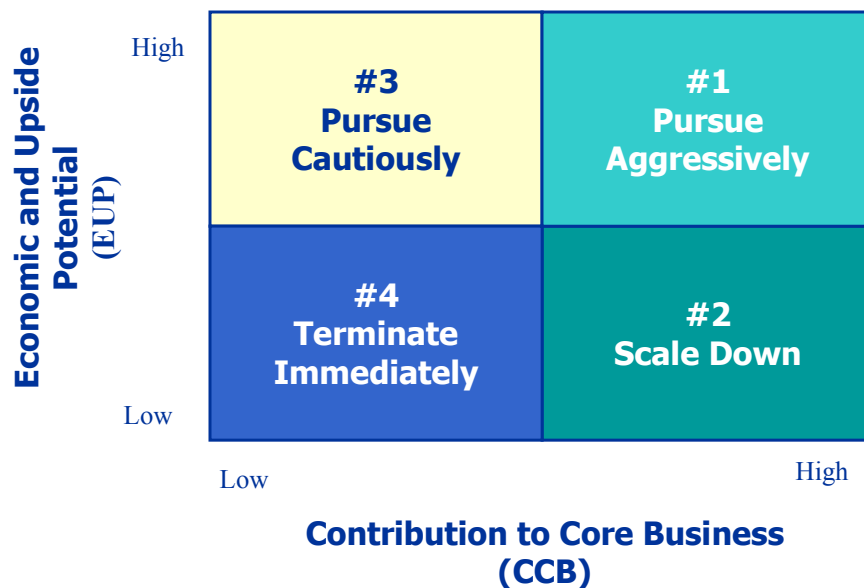 Economic and Upside
Potential
(EUP)
High
#3
Pursue
Cautiously
#1
Pursue
Aggressively
#4
Terminate
Immediately
#2
Scale Down
Low
Low
High
Contribution to Core Business
(CCB)